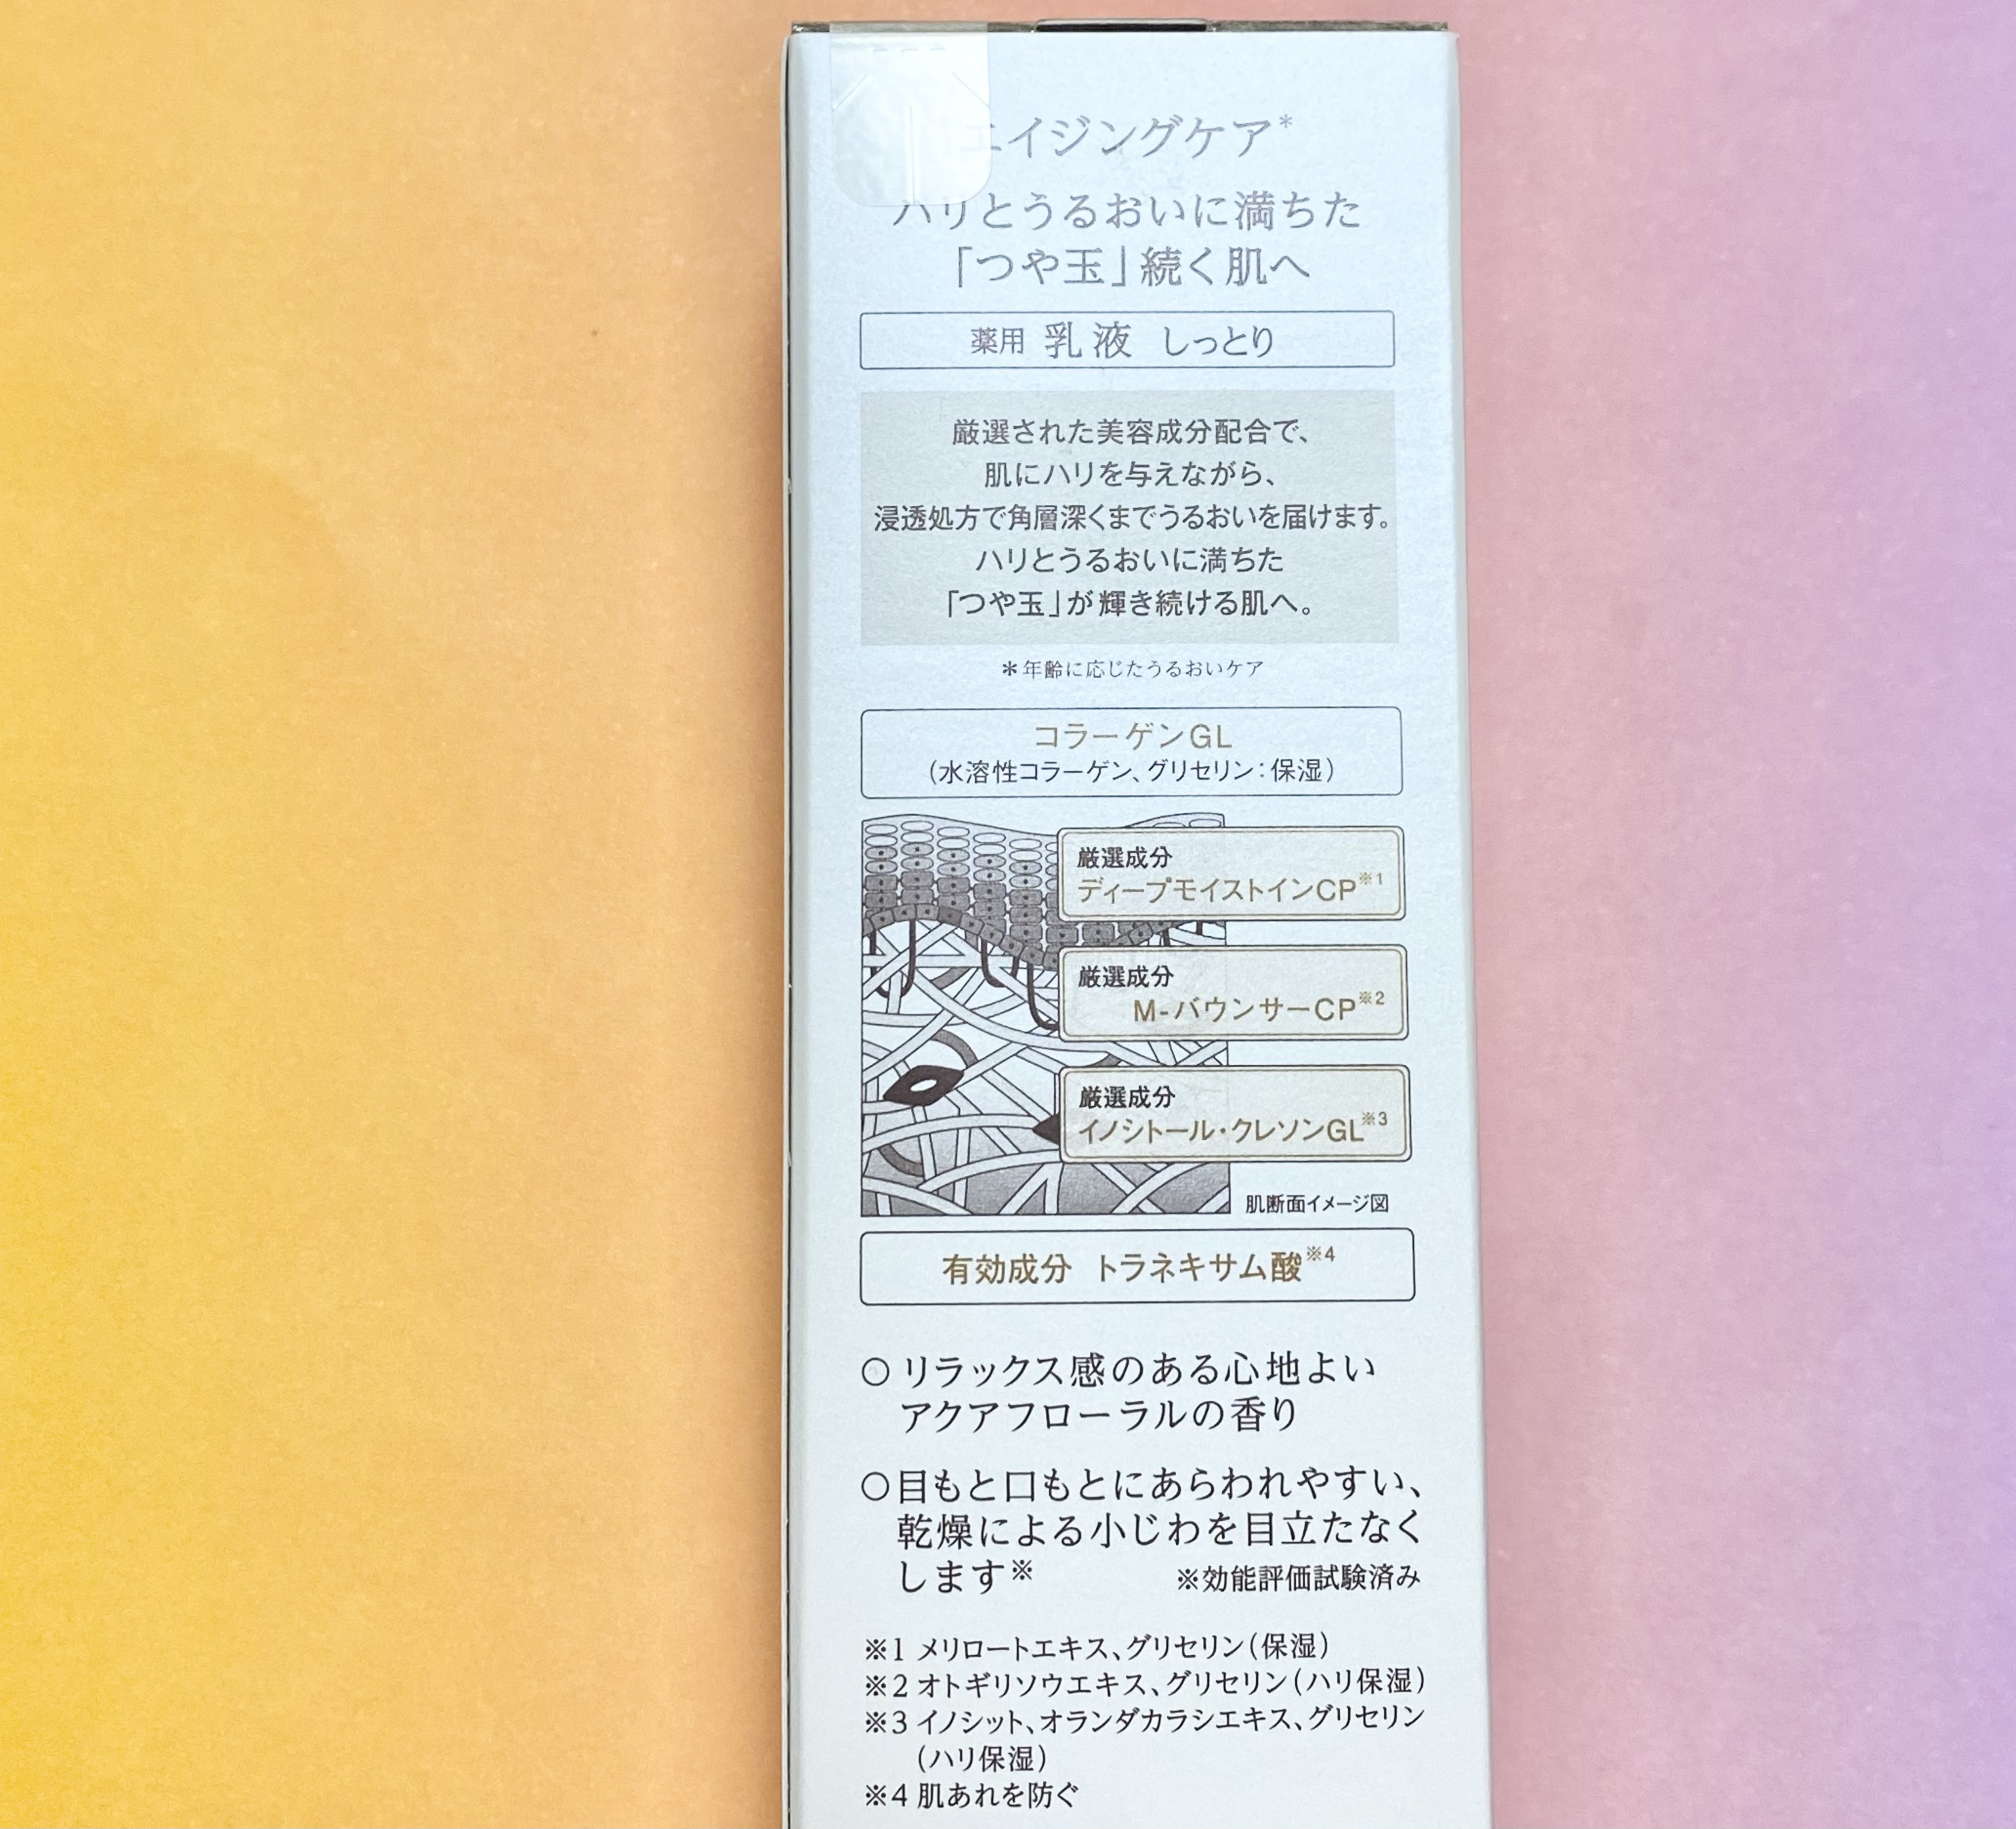 エイジングケア*
ハリとうるおいに満ちた
「つや玉」続く肌へ
薬用 乳液 しっとり
厳選された美容成分配合で、
肌にハリを与えながら、
浸透処方で角層深くまでうるおいを届けます。
ハリとうるおいに満ちた
「つや玉」が輝き続ける肌へ。
*年齢に応じたうるおいケア
コラーゲンGL
(水溶性コラーゲン、グリセリン:保湿)
厳選成分
ディープモイストインCP※1
厳選成分
M-バウンサーCP※2
厳選成分
イノシトール・クレソンGL※3
肌断面イメージ図
有効成分 トラネキサム酸※4
○リラックス感のある心地よい
アクアフローラルの香り
○目もと口もとにあらわれやすい、
乾燥による小じわを目立たなく
します※ ※効能評価試験済み
※1 メリロートエキス、グリセリン(保湿)
※2 オトギリソウエキス、グリセリン(ハリ保湿)
※3 イノシット、オランダカラシエキス、グリセリン
(ハリ保湿)
※4 肌あれを防ぐ